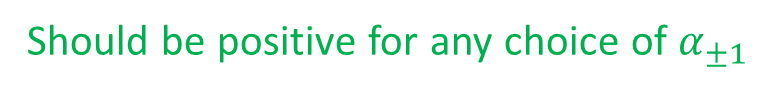 Should be positive for any choice of α±1